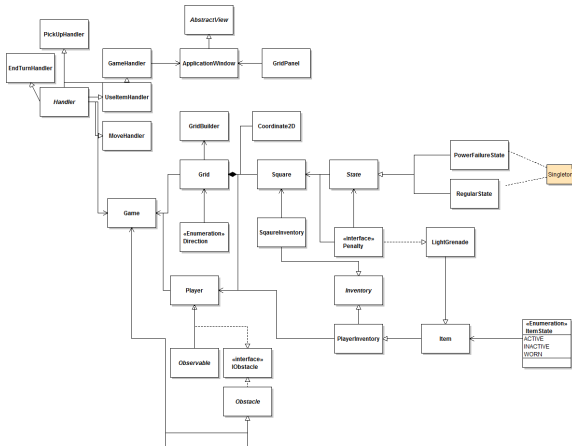 AbstractView
PickUpHandler
EndTurnHandler
GameHandler
ApplicationWindow
GridPanel
Handler
UseItemHandler
MoveHandler
GridBuilder
Coordinate2D
PowerFailureState
Singleton
Grid
Square
State
RegularState
Game
«Enumeration»
Direction
SqaureInventory
«interface»
Penalty
LightGrenade
Player
Inventory
«Enumeration»
ItemState
ACTIVE
INACTIVE
WORN
PlayerInventory
Item
Observable
«interface»
IObstacle
Obstacle